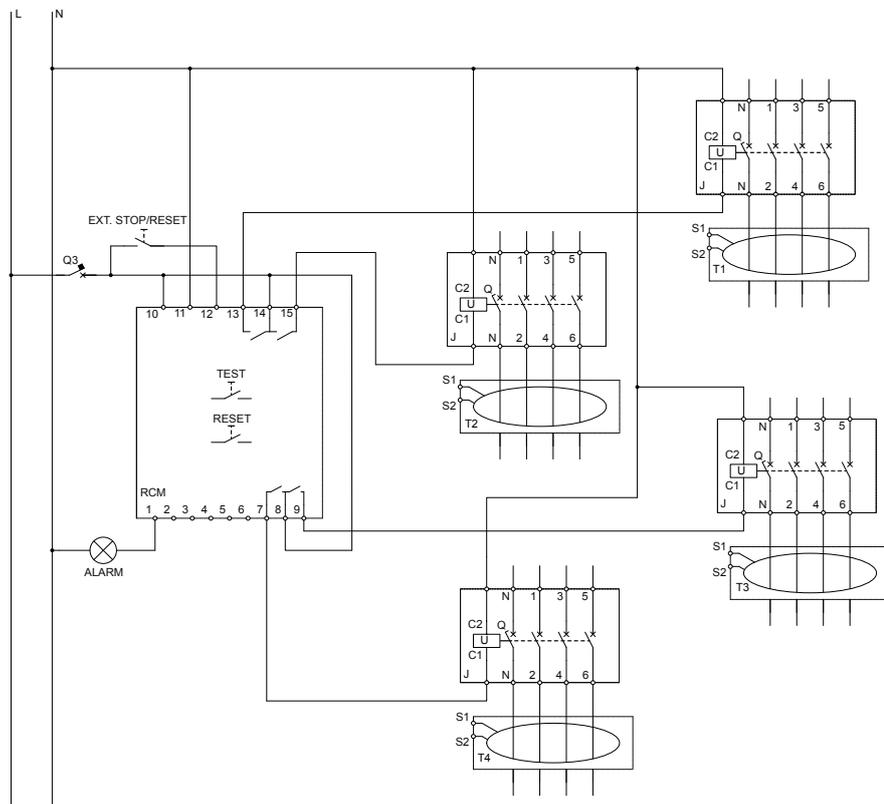 L N
N 1 3 5
C2 Q
U
C1
J N 2 4 6
S1
S2
T1
EXT. STOP/RESET
Q3
N 1 3 5
C2 Q
U
C1
J N 2 4 6
S1
S2
T2
10 11 12 13 14 15
TEST
RESET
RCM
1 2 3 4 5 6 7 8 9
ALARM
N 1 3 5
C2 Q
U
C1
J N 2 4 6
S1
S2
T3
N 1 3 5
C2 Q
U
C1
J N 2 4 6
S1
S2
T4